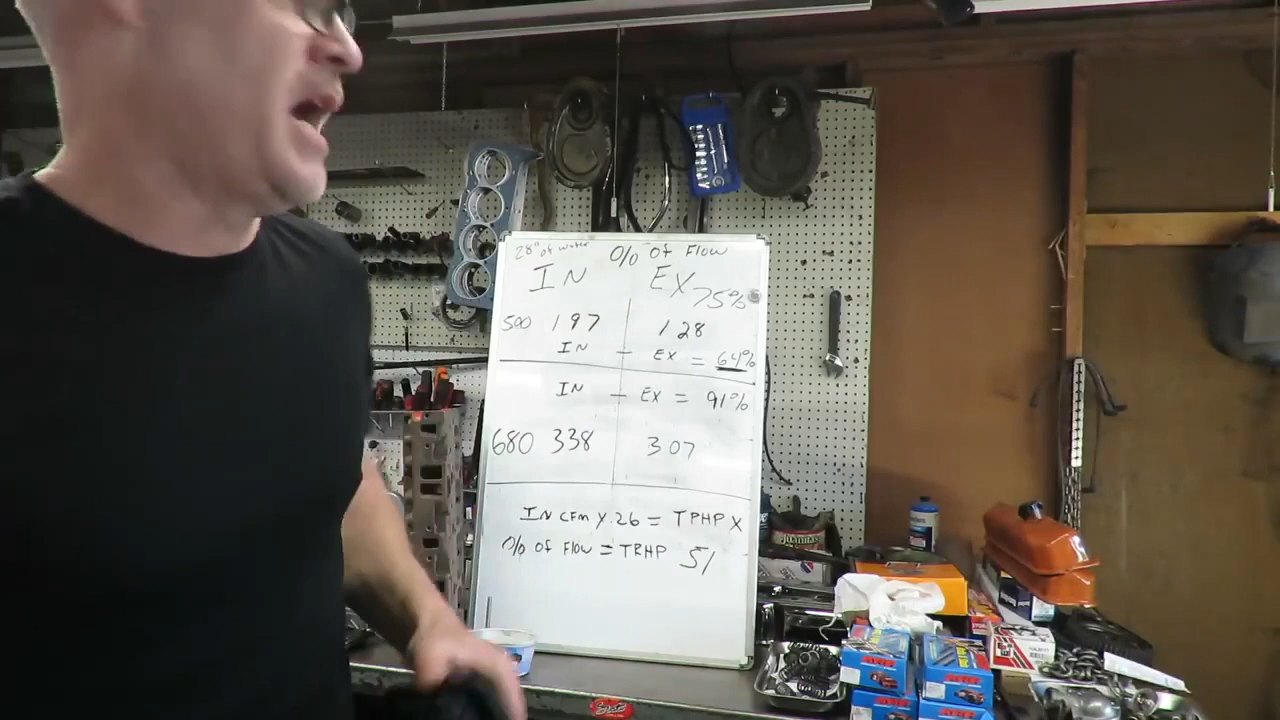 28" of water O/% of Flow
IN EX 75%
500 197 128
IN - EX = 64%
IN - EX = 91%
680 338 307
IN CFM X .26 = TPHP X
O/% OF FLOW = TRHP 51